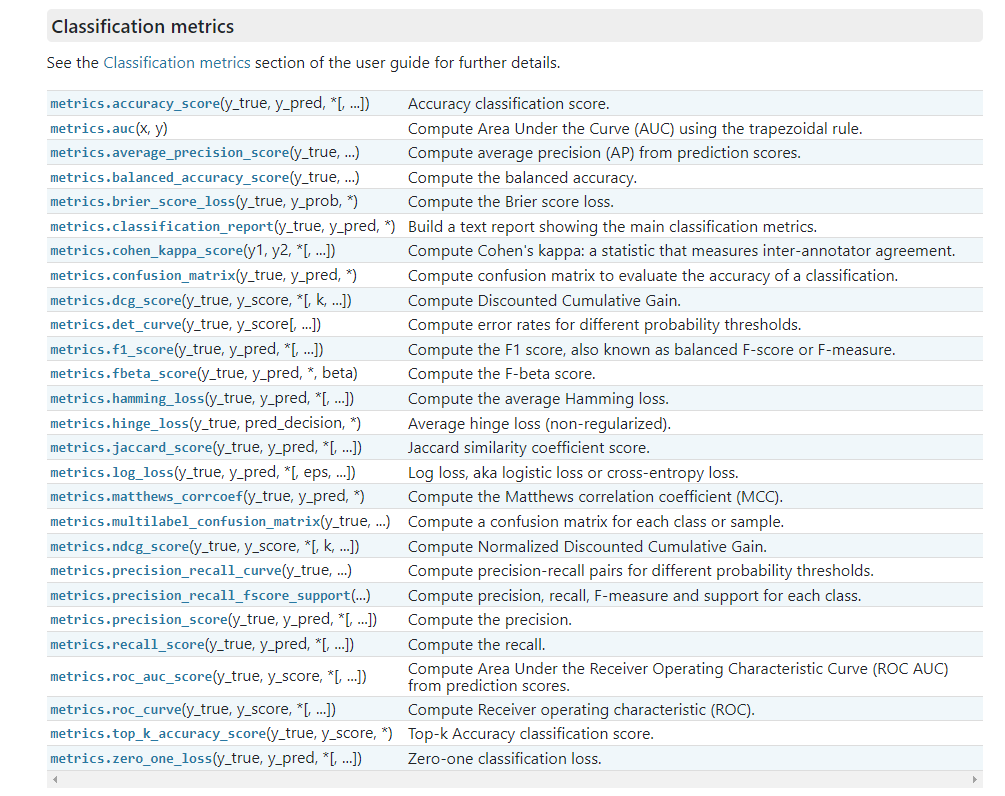 Classification metrics
See the Classification metrics section of the user guide for further details.
metrics.accuracy_score(y_true, y_pred, *[, ...]) Accuracy classification score.
metrics.auc(x, y) Compute Area Under the Curve (AUC) using the trapezoidal rule.
metrics.average_precision_score(y_true, ...) Compute average precision (AP) from prediction scores.
metrics.balanced_accuracy_score(y_true, ...) Compute the balanced accuracy.
metrics.brier_score_loss(y_true, y_prob, *) Compute the Brier score loss.
metrics.classification_report(y_true, y_pred, *) Build a text report showing the main classification metrics.
metrics.cohen_kappa_score(y1, y2, *[, ...]) Compute Cohen's kappa: a statistic that measures inter-annotator agreement.
metrics.confusion_matrix(y_true, y_pred, *) Compute confusion matrix to evaluate the accuracy of a classification.
metrics.dcg_score(y_true, y_score, *[, k, ...]) Compute Discounted Cumulative Gain.
metrics.det_curve(y_true, y_score[, ...]) Compute error rates for different probability thresholds.
metrics.f1_score(y_true, y_pred, *[, ...]) Compute the F1 score, also known as balanced F-score or F-measure.
metrics.fbeta_score(y_true, y_pred, *, beta) Compute the F-beta score.
metrics.hamming_loss(y_true, y_pred, *[, ...]) Compute the average Hamming loss.
metrics.hinge_loss(y_true, pred_decision, *) Average hinge loss (non-regularized).
metrics.jaccard_score(y_true, y_pred, *[, ...]) Jaccard similarity coefficient score.
metrics.log_loss(y_true, y_pred, *[, eps, ...]) Log loss, aka logistic loss or cross-entropy loss.
metrics.matthews_corrcoef(y_true, y_pred, *) Compute the Matthews correlation coefficient (MCC).
metrics.multilabel_confusion_matrix(y_true, ...) Compute a confusion matrix for each class or sample.
metrics.ndcg_score(y_true, y_score, *[, k, ...]) Compute Normalized Discounted Cumulative Gain.
metrics.precision_recall_curve(y_true, ...) Compute precision-recall pairs for different probability thresholds.
metrics.precision_recall_fscore_support(...) Compute precision, recall, F-measure and support for each class.
metrics.precision_score(y_true, y_pred, *[, ...]) Compute the precision.
metrics.recall_score(y_true, y_pred, *[, ...]) Compute the recall.
metrics.roc_auc_score(y_true, y_score, *[, ...]) Compute Area Under the Receiver Operating Characteristic Curve (ROC AUC)
from prediction scores.
metrics.roc_curve(y_true, y_score, *[, ...]) Compute Receiver operating characteristic (ROC).
metrics.top_k_accuracy_score(y_true, y_score, *) Top-k Accuracy classification score.
metrics.zero_one_loss(y_true, y_pred, *[, ...]) Zero-one classification loss.